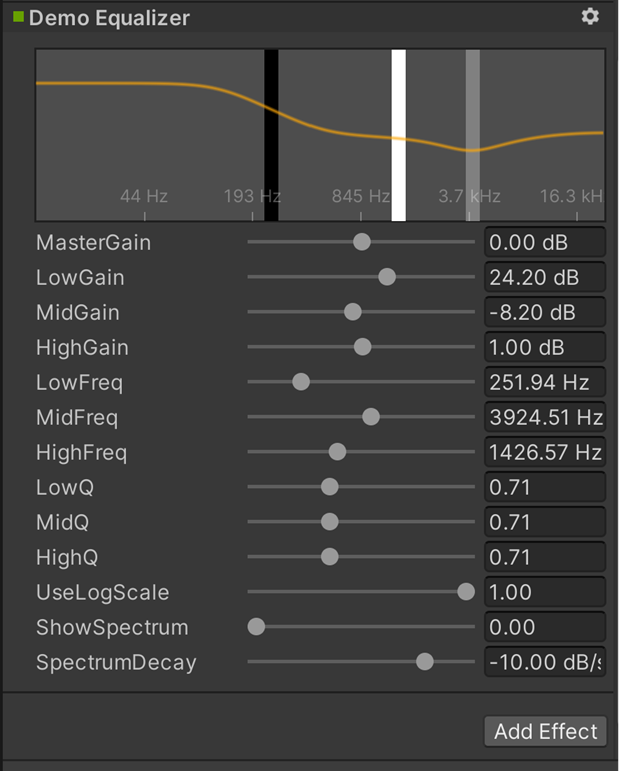 Demo Equalizer
44 Hz 193 Hz 845 Hz 3.7 kHz 16.3 kH
MasterGain 0.00 dB
LowGain 24.20 dB
MidGain -8.20 dB
HighGain 1.00 dB
LowFreq 251.94 Hz
MidFreq 3924.51 Hz
HighFreq 1426.57 Hz
LowQ 0.71
MidQ 0.71
HighQ 0.71
UseLogScale 1.00
ShowSpectrum 0.00
SpectrumDecay -10.00 dB/s
Add Effect